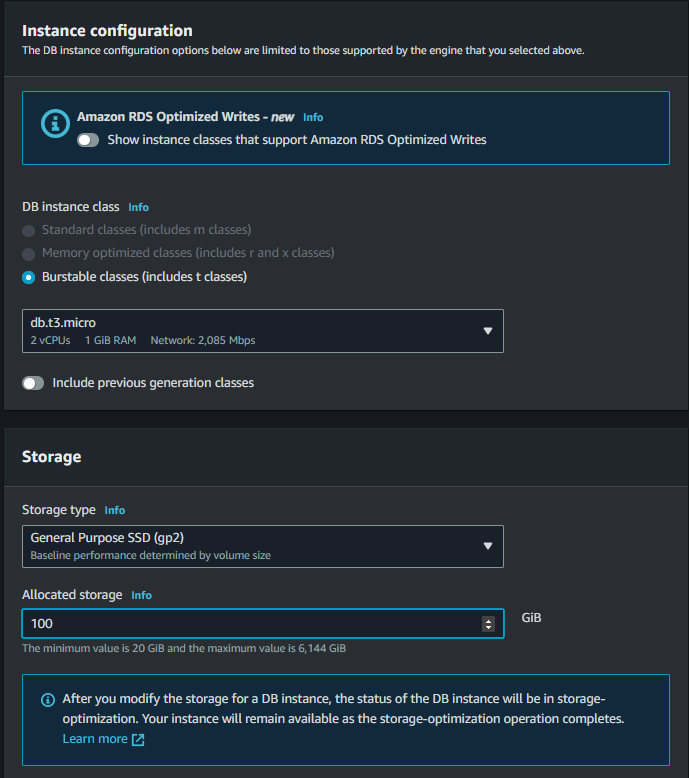 Instance configuration
The DB instance configuration options below are limited to those supported by the engine that you selected above.
Amazon RDS Optimized Writes - new Info
Show instance classes that support Amazon RDS Optimized Writes
DB instance class Info
Standard classes (includes m classes)
Memory optimized classes (includes r and x classes)
Burstable classes (includes t classes)
db.t3.micro
2 vCPUs 1 GiB RAM Network: 2,085 Mbps
Include previous generation classes
Storage
Storage type Info
General Purpose SSD (gp2)
Baseline performance determined by volume size
Allocated storage Info
100 GiB
The minimum value is 20 GiB and the maximum value is 6,144 GiB
After you modify the storage for a DB instance, the status of the DB instance will be in storage-
optimization. Your instance will remain available as the storage-optimization operation completes.
Learn more